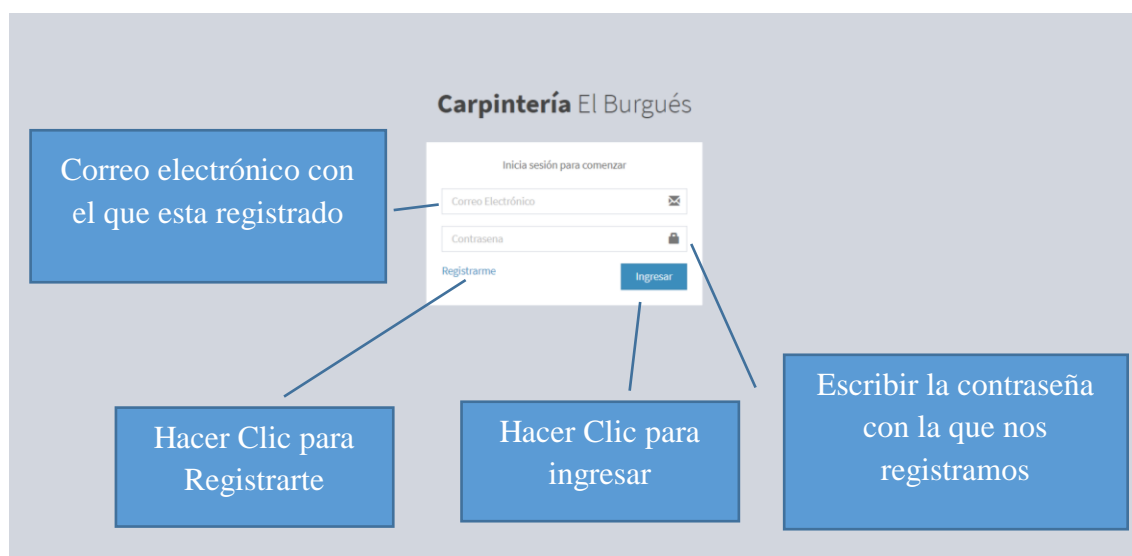 Carpintería El Burgués
Correo electrónico con
el que esta registrado
Inicia sesión para comenzar
Correo Electrónico
Contrasena
Registrarme
Ingresar
Hacer Clic para
Registrarte
Hacer Clic para
ingresar
Escribir la contraseña
con la que nos
registramos